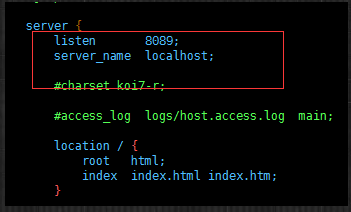 server {
listen 8089;
server_name localhost;
#charset koi7-r;
#access_log logs/host.access.log main;
location / {
root html;
index index.html index.htm;
}